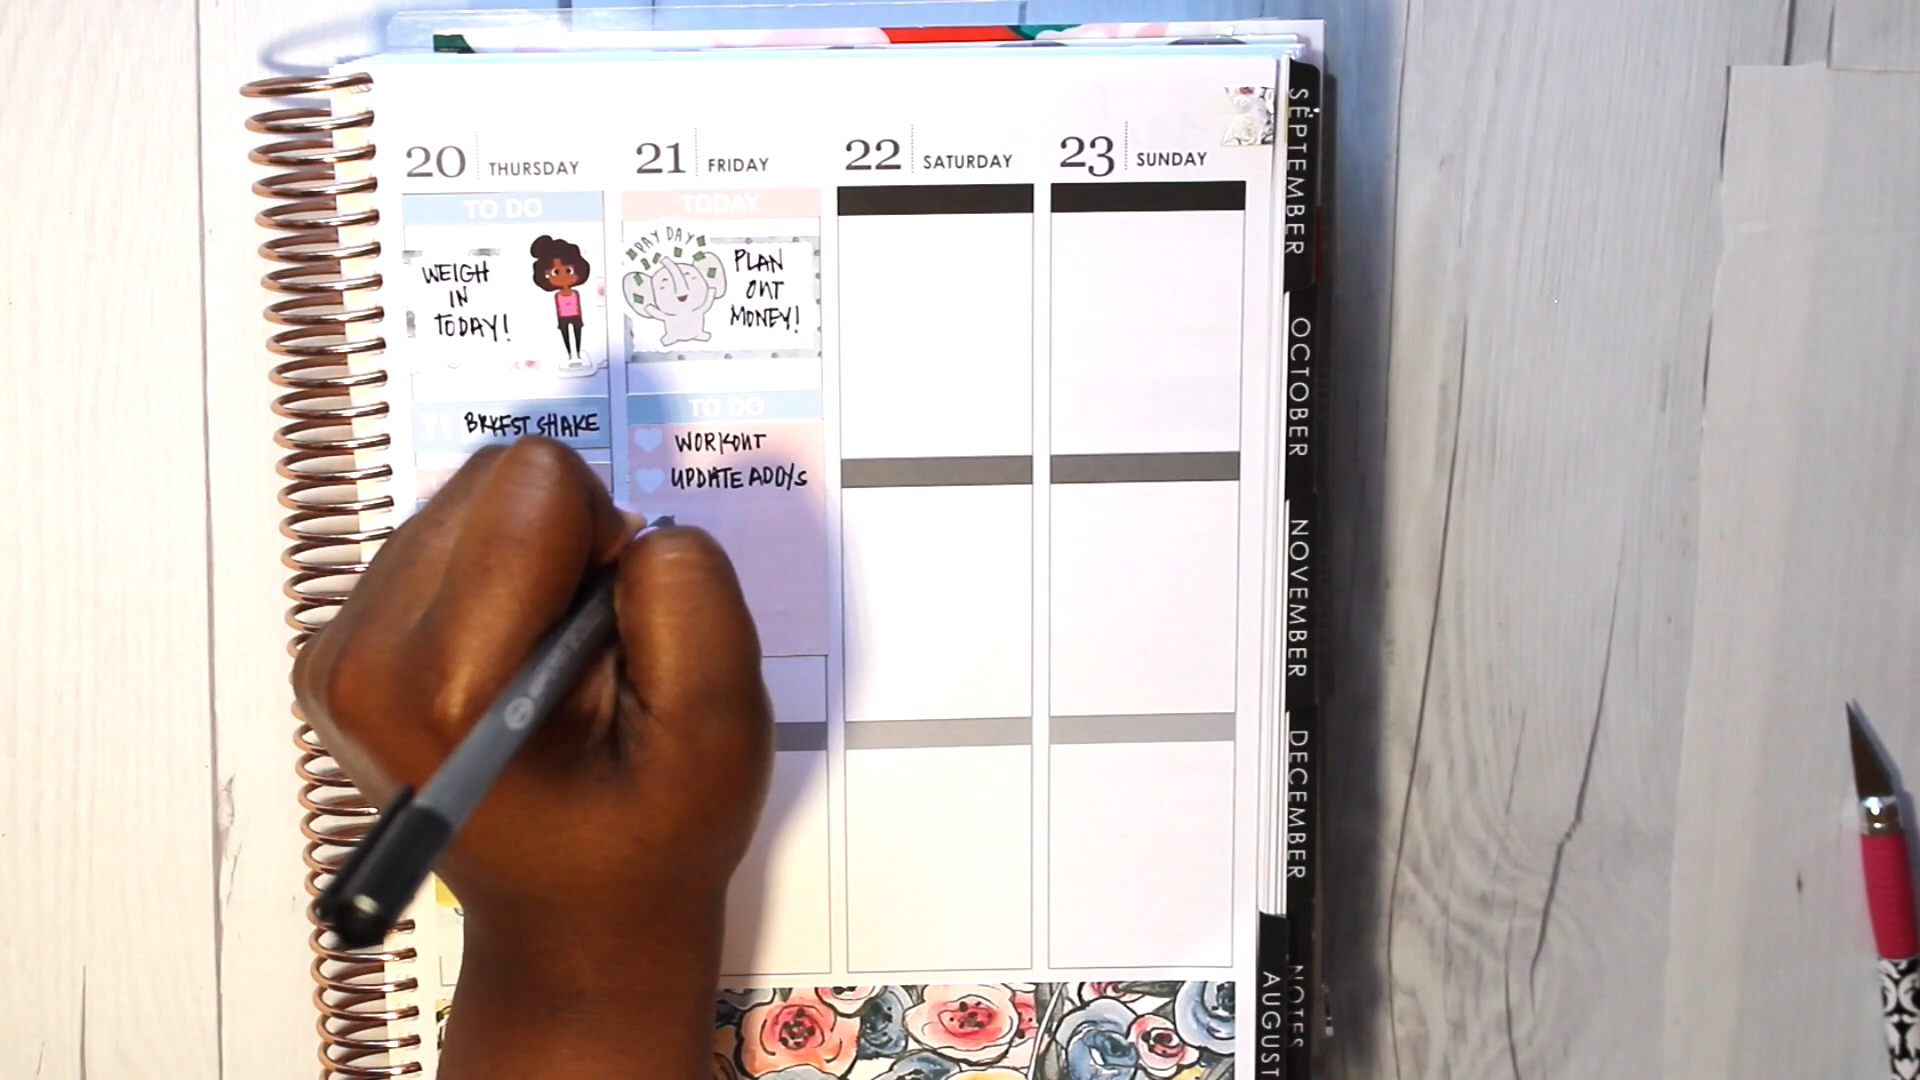 20 THURSDAY
21 FRIDAY
22 SATURDAY
23 SUNDAY
TO DO
WEIGH
IN
TODAY!
BRKFST SHAKE
TODAY
PAY DAY
PLAN
OUT
MONEY!
TO DO
WORKOUT
UPDATE ADDYS
SEPTEMBER
OCTOBER
NOVEMBER
DECEMBER
NOTES
AUGUST